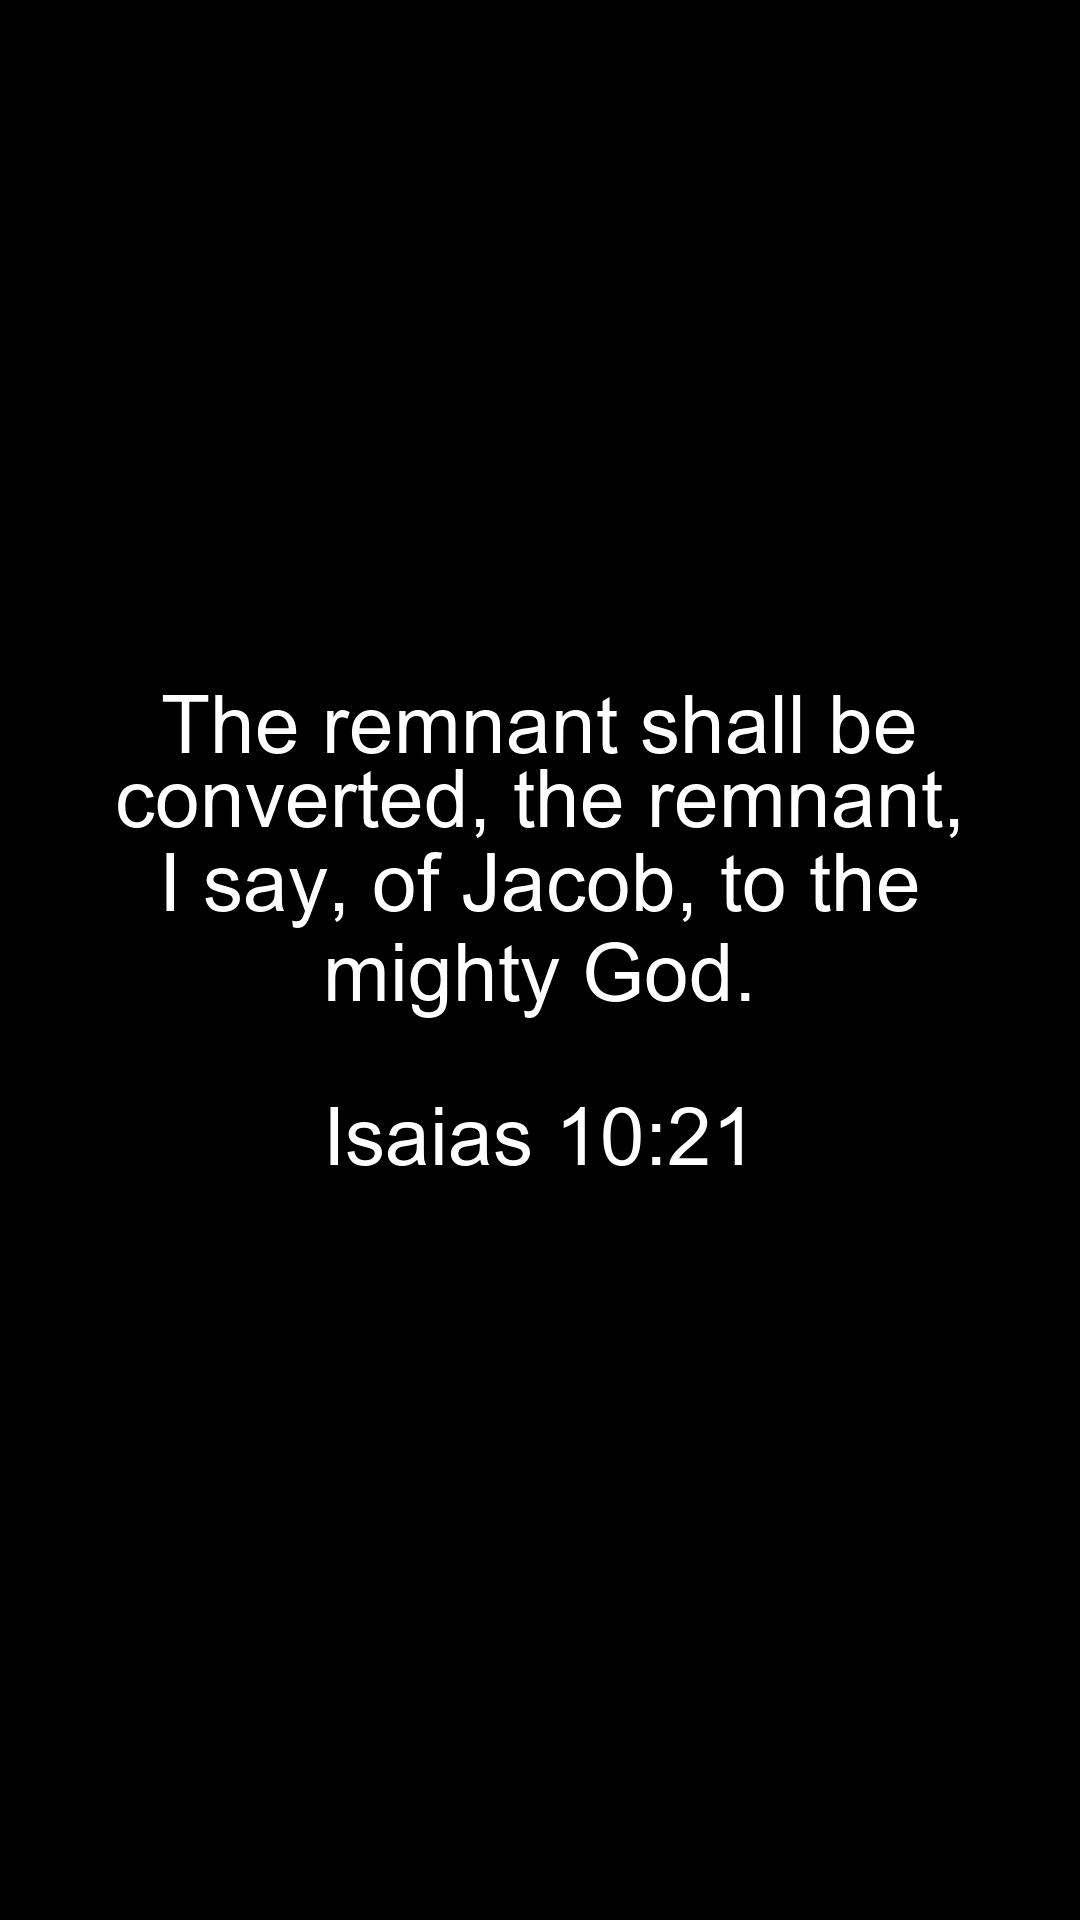 The remnant shall be
converted, the remnant,
I say, of Jacob, to the
mighty God.
Isaias 10:21